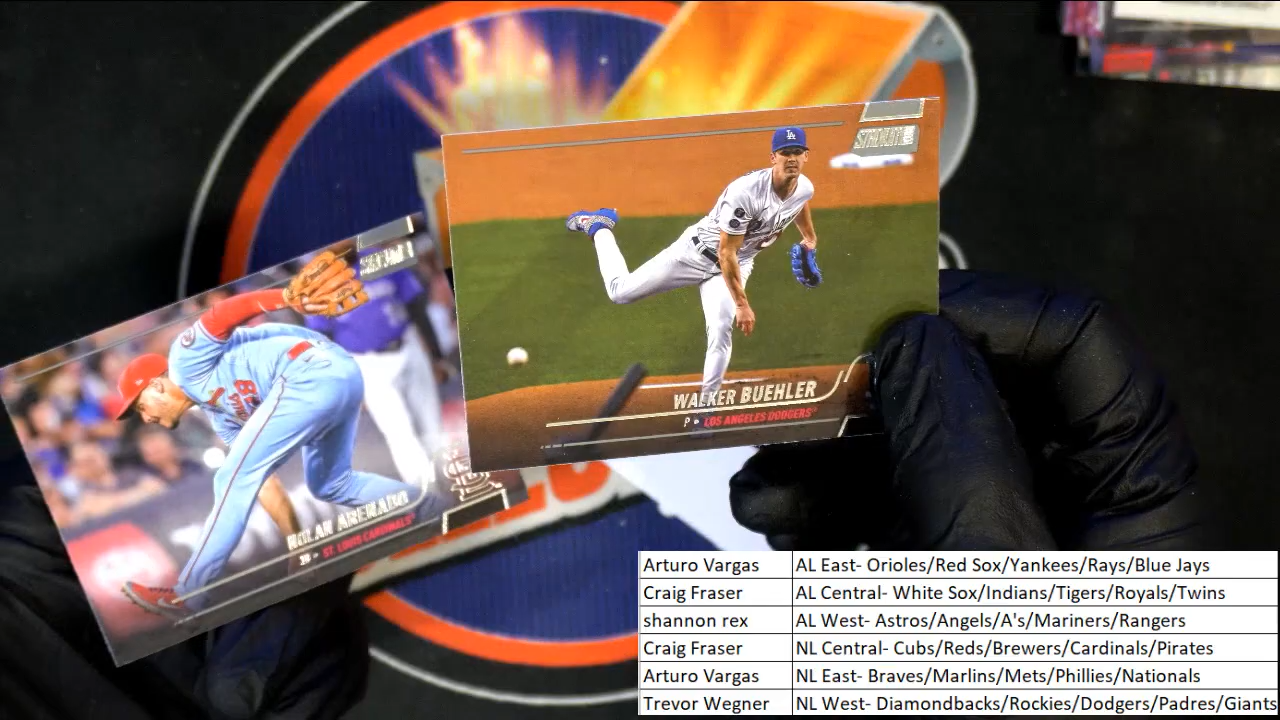 LA
STADIUM
WALKER BUEHLER
P LOS ANGELES DODGERS
NOLAN ARENADO
3B ST. LOUIS CARDINALS
Arturo Vargas AL East- Orioles/Red Sox/Yankees/Rays/Blue Jays
Craig Fraser AL Central- White Sox/Indians/Tigers/Royals/Twins
shannon rex AL West- Astros/Angels/A's/Mariners/Rangers
Craig Fraser NL Central- Cubs/Reds/Brewers/Cardinals/Pirates
Arturo Vargas NL East- Braves/Marlins/Mets/Phillies/Nationals
Trevor Wegner NL West- Diamondbacks/Rockies/Dodgers/Padres/Giants